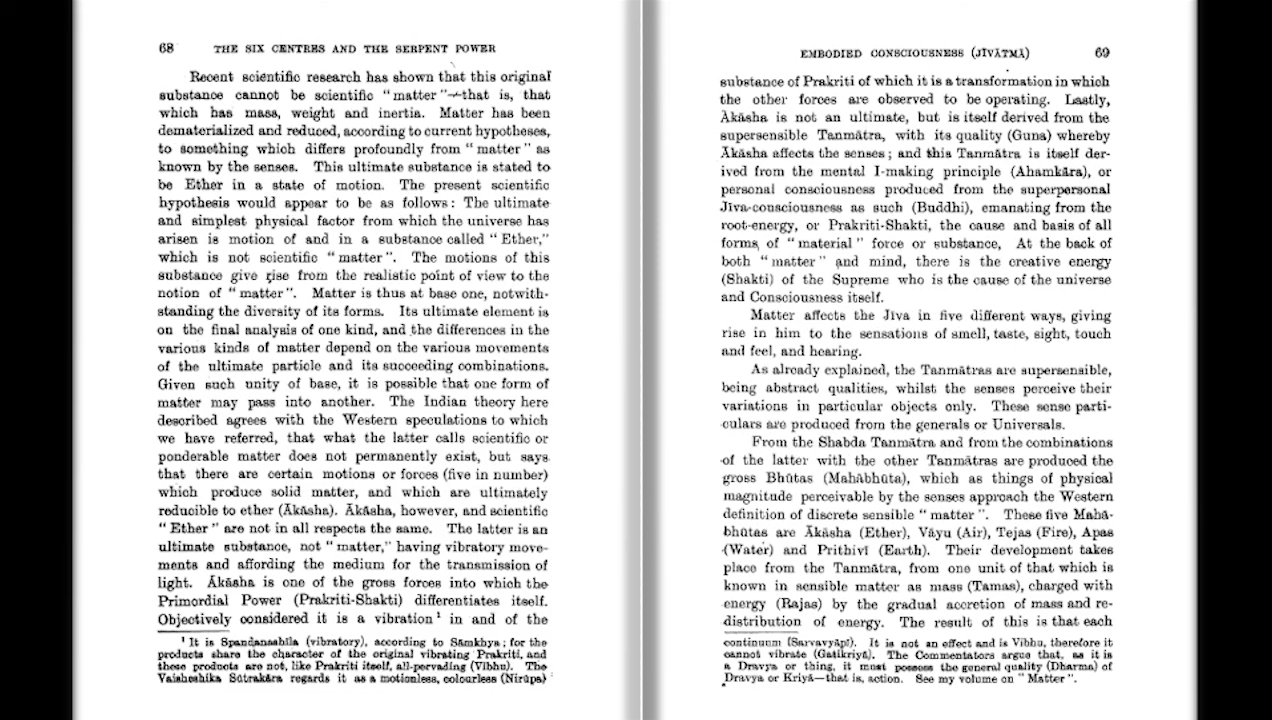 68 THE SIX CENTRES AND THE SERPENT POWER
Recent scientific research has shown that this original
substance cannot be scientific "matter"—that is, that
which has mass, weight and inertia. Matter has been
dematerialized and reduced, according to current hypotheses,
to something which differs profoundly from "matter" as
known by the senses. This ultimate substance is stated to
be Ether in a state of motion. The present scientific
hypothesis would appear to be as follows: The ultimate
and simplest physical factor from which the universe has
arisen is motion of and in a substance called "Ether,"
which is not scientific "matter". The motions of this
substance give rise from the realistic point of view to the
notion of "matter". Matter is thus at base one, notwith-
standing the diversity of its forms. Its ultimate element is
on the final analysis of one kind, and the differences in the
various kinds of matter depend on the various movements
of the ultimate particle and its succeeding combinations.
Given such unity of base, it is possible that one form of
matter may pass into another. The Indian theory here
described agrees with the Western speculations to which
we have referred, that what the latter calls scientific or
ponderable matter does not permanently exist, but says
that there are certain motions or forces (five in number)
which produce solid matter, and which are ultimately
reducible to ether (Ākāsha). Ākāsha, however, and scientific
"Ether" are not in all respects the same. The latter is an
ultimate substance, not "matter," having vibratory move-
ments and affording the medium for the transmission of
light. Ākāsha is one of the gross forces into which the
Primordial Power (Prakriti-Shakti) differentiates itself.
Objectively considered it is a vibration¹ in and of the
¹ It is Spandanashīla (vibratory), according to Sāmkhya; for the
products share the character of the original vibrating Prakriti, and
these products are not, like Prakriti itself, all-pervading (Vibhu). The
Vaisheshika Sūtrakāra regards it as a motionless, colourless (Nīrūpa)
EMBODIED CONSCIOUSNESS (JĪVĀTMĀ) 69
substance of Prakriti of which it is a transformation in which
the other forces are observed to be operating. Lastly,
Ākāsha is not an ultimate, but is itself derived from the
supersensible Tanmātra, with its quality (Guna) whereby
Ākāsha affects the senses; and this Tanmātra is itself der-
ived from the mental I-making principle (Ahamkāra), or
personal consciousness produced from the superpersonal
Jīva-consciousness as such (Buddhi), emanating from the
root-energy, or Prakriti-Shakti, the cause and basis of all
forms of "material" force or substance, At the back of
both "matter" and mind, there is the creative energy
(Shakti) of the Supreme who is the cause of the universe
and Consciousness itself.
Matter affects the Jīva in five different ways, giving
rise in him to the sensations of smell, taste, sight, touch
and feel, and hearing.
As already explained, the Tanmātras are supersensible,
being abstract qualities, whilst the senses perceive their
variations in particular objects only. These sense parti-
culars are produced from the generals or Universals.
From the Shabda Tanmātra and from the combinations
of the latter with the other Tanmātras are produced the
gross Bhūtas (Mahābhūta), which as things of physical
magnitude perceivable by the senses approach the Western
definition of discrete sensible "matter". These five Mahā-
bhūtas are Ākāsha (Ether), Vāyu (Air), Tejas (Fire), Apas
(Water) and Prithivī (Earth). Their development takes
place from the Tanmātra, from one unit of that which is
known in sensible matter as mass (Tamas), charged with
energy (Rajas) by the gradual accretion of mass and re-
distribution of energy. The result of this is that each
continuum (Sarvavyāpī). It is not an effect and is Vibhu, therefore it
cannot vibrate (Gatikriyā). The Commentators argue that, as it is
a Dravya or thing, it must possess the general quality (Dharma) of
Dravya or Kriyā—that is, action. See my volume on "Matter".